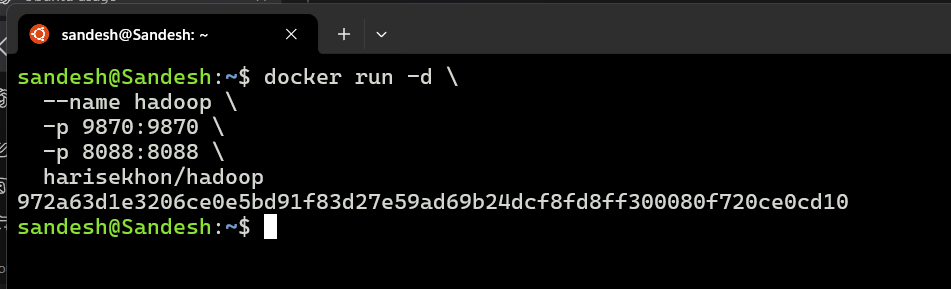 sandesh@Sandesh: ~
sandesh@Sandesh:~$ docker run -d \
--name hadoop \
-p 9870:9870 \
-p 8088:8088 \
harisekhon/hadoop
972a63d1e3206ce0e5bd91f83d27e59ad69b24dcf8fd8ff300080f720ce0cd10
sandesh@Sandesh:~$